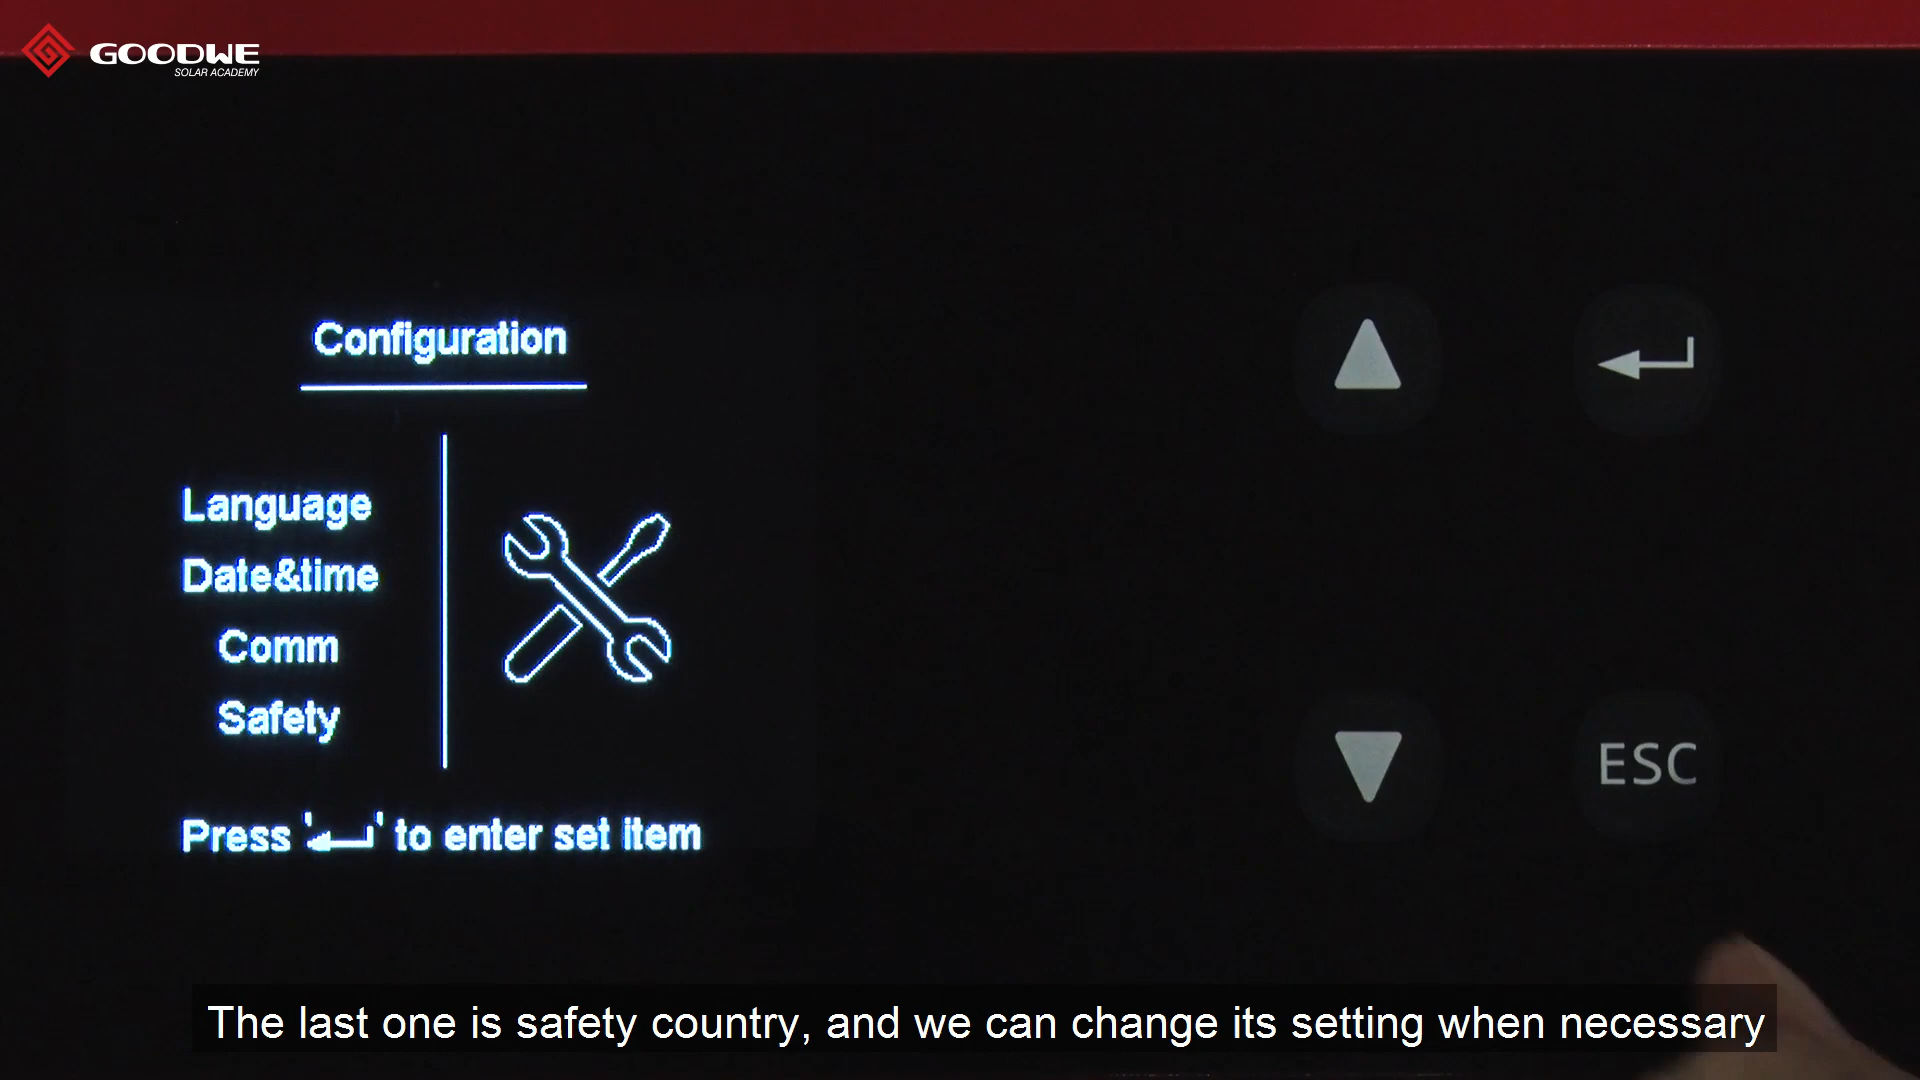 GOODWE
SOLAR ACADEMY
Configuration
Language
Date&time
Comm
Safety
Press '↵' to enter set item
ESC
The last one is safety country, and we can change its setting when necessary